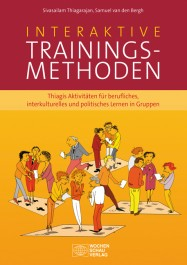 Sivasailam Thiagarajan, Samuel van den Bergh
INTERAKTIVE
TRAININGS-
METHODEN
Thiagis Aktivitäten für berufliches,
interkulturelles und politisches Lernen in Gruppen
WOCHEN
SCHAU
VERLAG